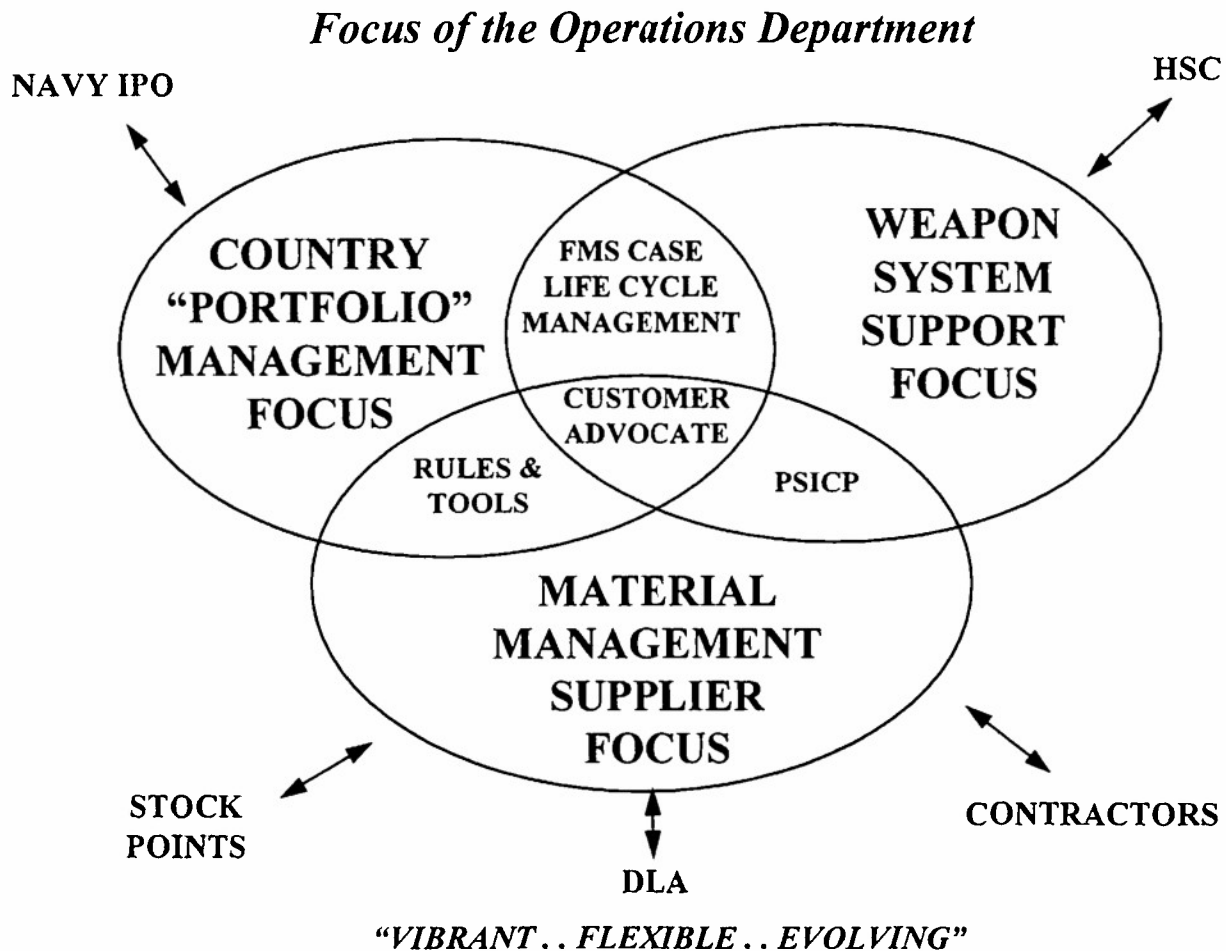 Focus of the Operations Department
NAVY IPO
HSC
COUNTRY
“PORTFOLIO”
MANAGEMENT
FOCUS
FMS CASE
LIFE CYCLE
MANAGEMENT
WEAPON
SYSTEM
SUPPORT
FOCUS
CUSTOMER
ADVOCATE
RULES &
TOOLS
PSICP
MATERIAL
MANAGEMENT
SUPPLIER
FOCUS
STOCK
POINTS
DLA
CONTRACTORS
“VIBRANT . . FLEXIBLE . . EVOLVING”